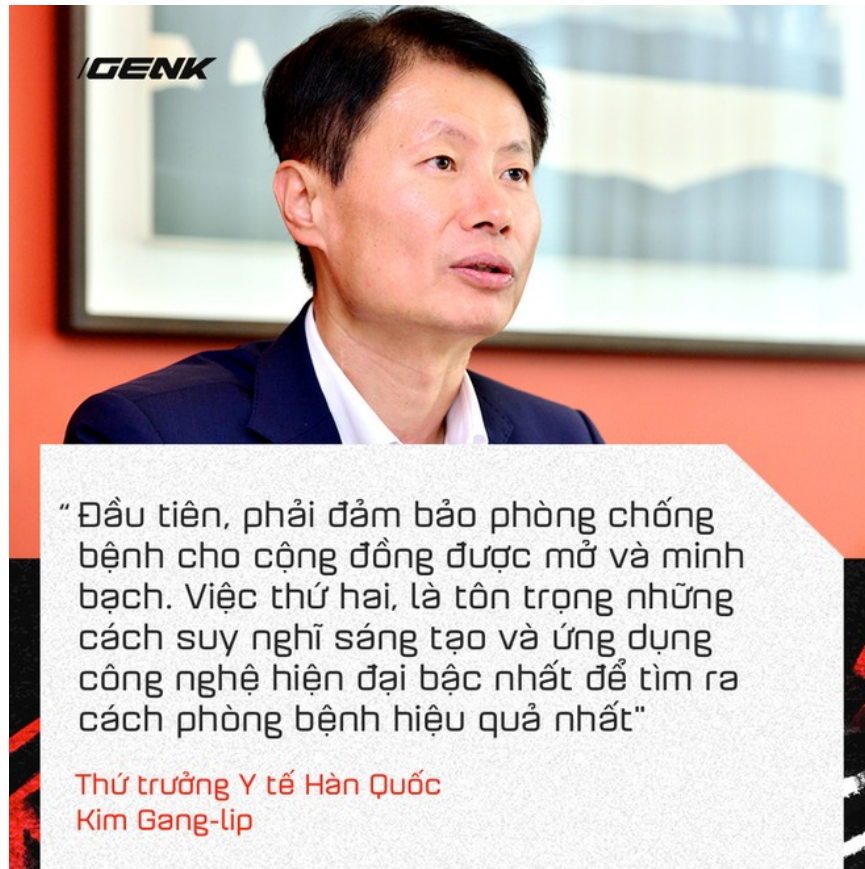 /GENK
“Đầu tiên, phải đảm bảo phòng chống
bệnh cho cộng đồng được mở và minh
bạch. Việc thứ hai, là tôn trọng những
cách suy nghĩ sáng tạo và ứng dụng
công nghệ hiện đại bậc nhất để tìm ra
cách phòng bệnh hiệu quả nhất"
Thứ trưởng Y tế Hàn Quốc
Kim Gang-lip